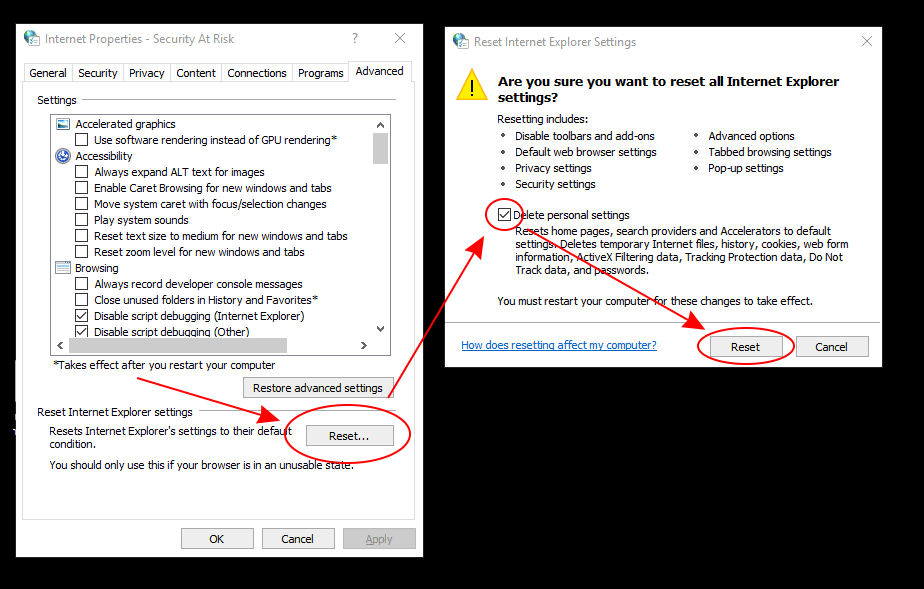 Internet Properties - Security At Risk
?
General
Security
Privacy
Content
Connections
Programs
Advanced
Settings
Accelerated graphics
Use software rendering instead of GPU rendering*
Accessibility
Always expand ALT text for images
Enable Caret Browsing for new windows and tabs
Move system caret with focus/selection changes
Play system sounds
Reset text size to medium for new windows and tabs
Reset zoom level for new windows and tabs
Browsing
Always record developer console messages
Close unused folders in History and Favorites*
Disable script debugging (Internet Explorer)
Disable script debugging (Other)
*Takes effect after you restart your computer
Restore advanced settings
Reset Internet Explorer settings
Resets Internet Explorer's settings to their default
condition.
Reset...
You should only use this if your browser is in an unusable state.
OK
Cancel
Apply
Reset Internet Explorer Settings
!
Are you sure you want to reset all Internet Explorer
settings?
Resetting includes:
• Disable toolbars and add-ons
• Default web browser settings
• Privacy settings
• Security settings
• Advanced options
• Tabbed browsing settings
• Pop-up settings
Delete personal settings
Resets home pages, search providers and Accelerators to default
settings. Deletes temporary Internet files, history, cookies, web form
information, ActiveX Filtering data, Tracking Protection data, Do Not
Track data, and passwords.
You must restart your computer for these changes to take effect.
How does resetting affect my computer?
Reset
Cancel